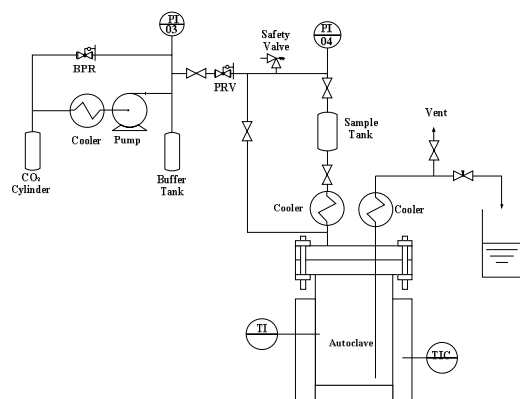 PI
03
Safety
Valve
PI
04
BPR
PRV
Vent
Sample
Tank
Cooler
Pump
CO₂
Cylinder
Buffer
Tank
Cooler
Cooler
TI
Autoclave
TIC